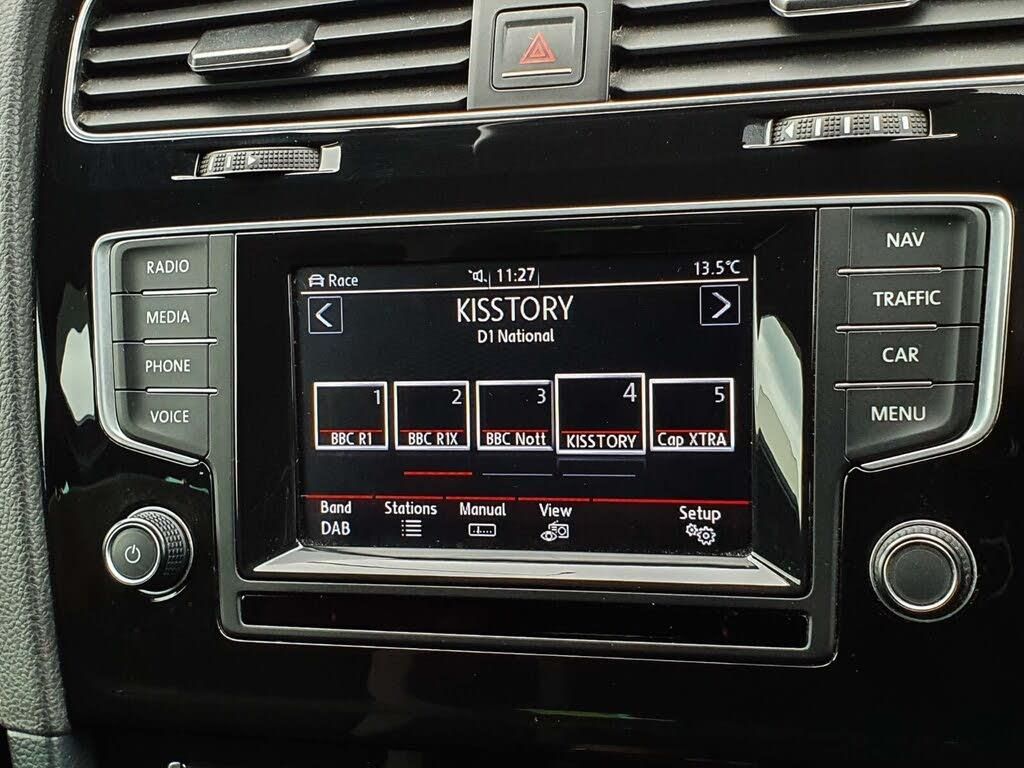 RADIO
MEDIA
PHONE
VOICE
Race
11:27
13.5°C
KISSTORY
D1 National
1
BBC R1
2
BBC R1X
3
BBC Nott
4
KISSTORY
5
Cap XTRA
Band
DAB
Stations
Manual
View
Setup
NAV
TRAFFIC
CAR
MENU